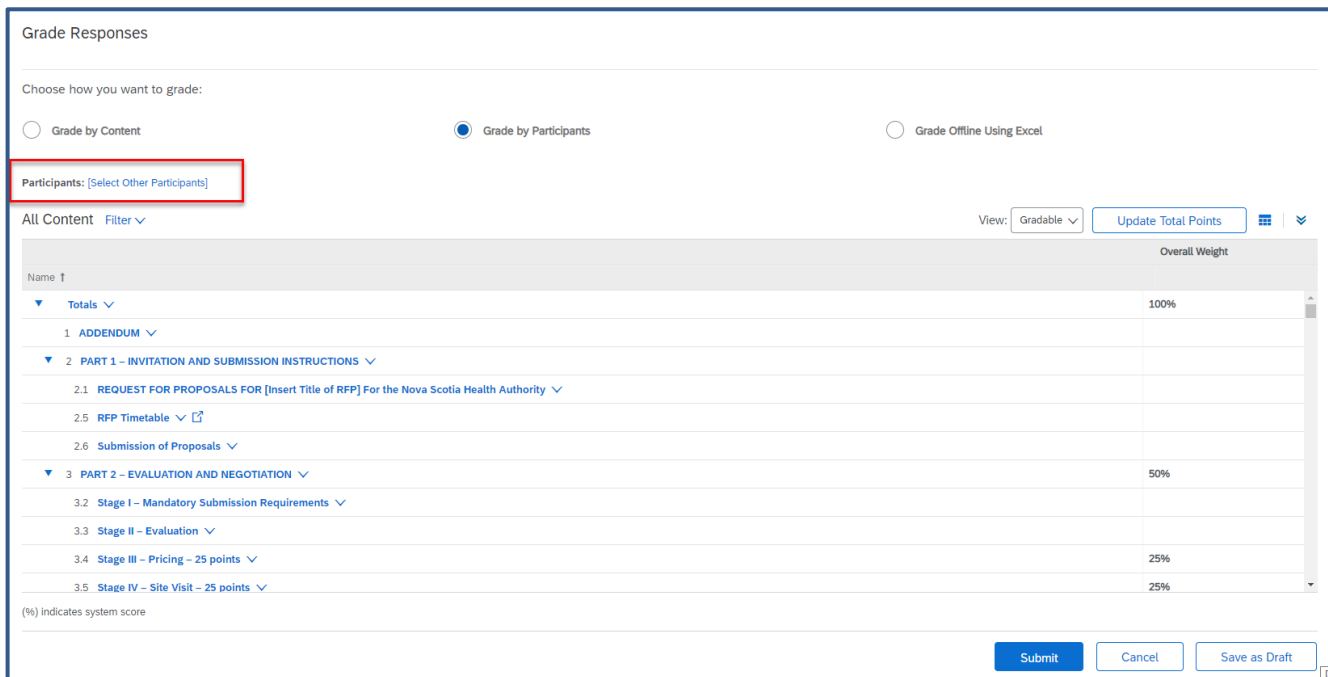 Grade Responses
Choose how you want to grade:
Grade by Content Grade by Participants Grade Offline Using Excel
Participants: [Select Other Participants]
All Content Filter View: Gradable Update Total Points
Overall Weight
Name ↑
Totals 100%
1 ADDENDUM
2 PART 1 – INVITATION AND SUBMISSION INSTRUCTIONS
2.1 REQUEST FOR PROPOSALS FOR [Insert Title of RFP] For the Nova Scotia Health Authority
2.5 RFP Timetable
2.6 Submission of Proposals
3 PART 2 – EVALUATION AND NEGOTIATION 50%
3.2 Stage I – Mandatory Submission Requirements
3.3 Stage II – Evaluation
3.4 Stage III – Pricing – 25 points 25%
3.5 Stage IV – Site Visit – 25 points 25%
(%) indicates system score
Submit Cancel Save as Draft